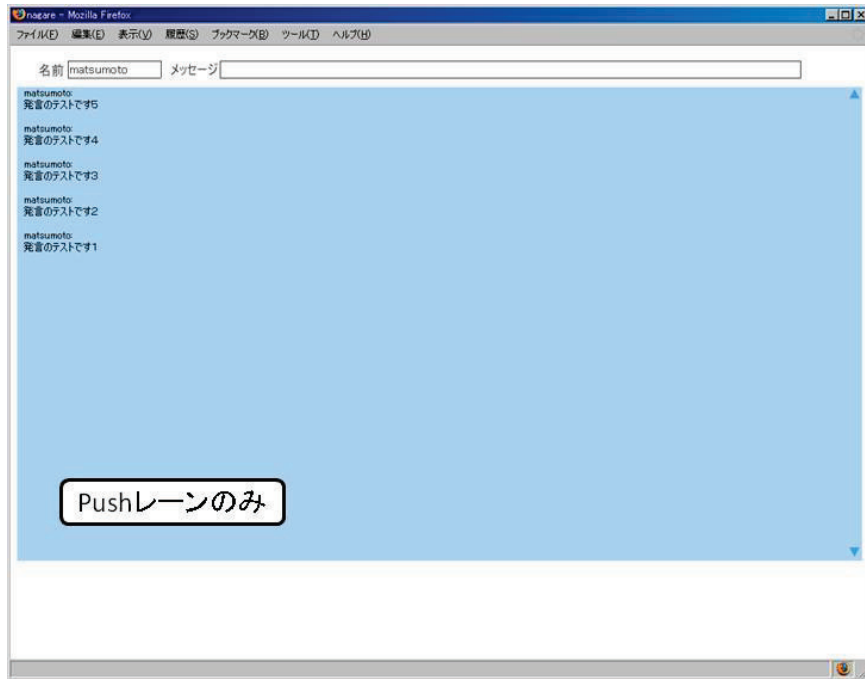 nagare - Mozilla Firefox
ファイル(F) 編集(E) 表示(V) 履歴(S) ブックマーク(B) ツール(T) ヘルプ(H)
名前 matsumoto メッセージ
matsumoto:
発言のテストです5
matsumoto:
発言のテストです4
matsumoto:
発言のテストです3
matsumoto:
発言のテストです2
matsumoto:
発言のテストです1
Pushレーンのみ